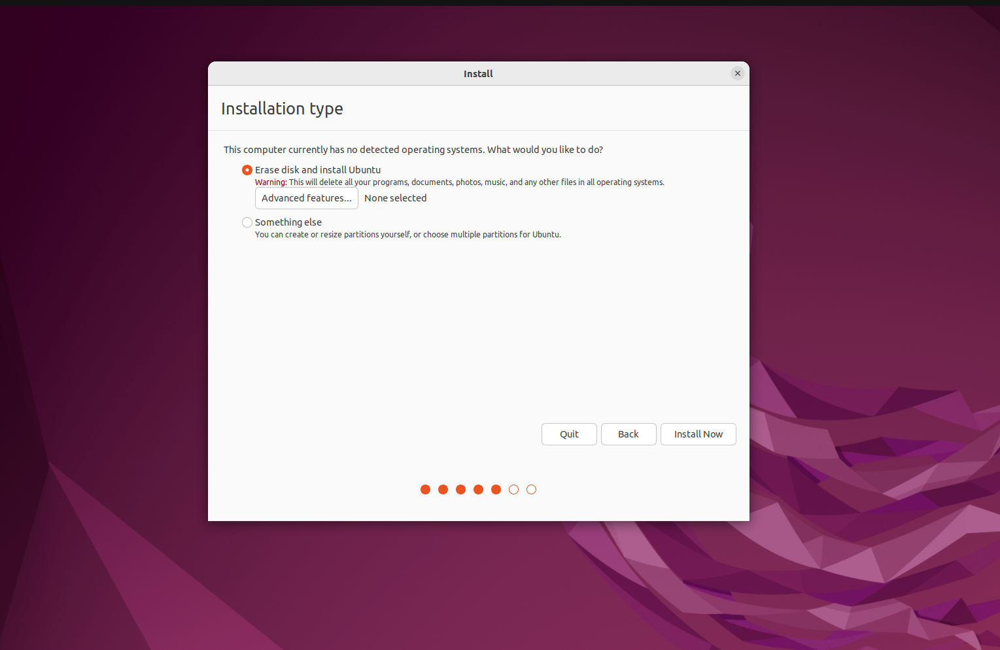 Install
Installation type
This computer currently has no detected operating systems. What would you like to do?
Erase disk and install Ubuntu
Warning: This will delete all your programs, documents, photos, music, and any other files in all operating systems.
Advanced features... None selected
Something else
You can create or resize partitions yourself, or choose multiple partitions for Ubuntu.
Quit Back Install Now